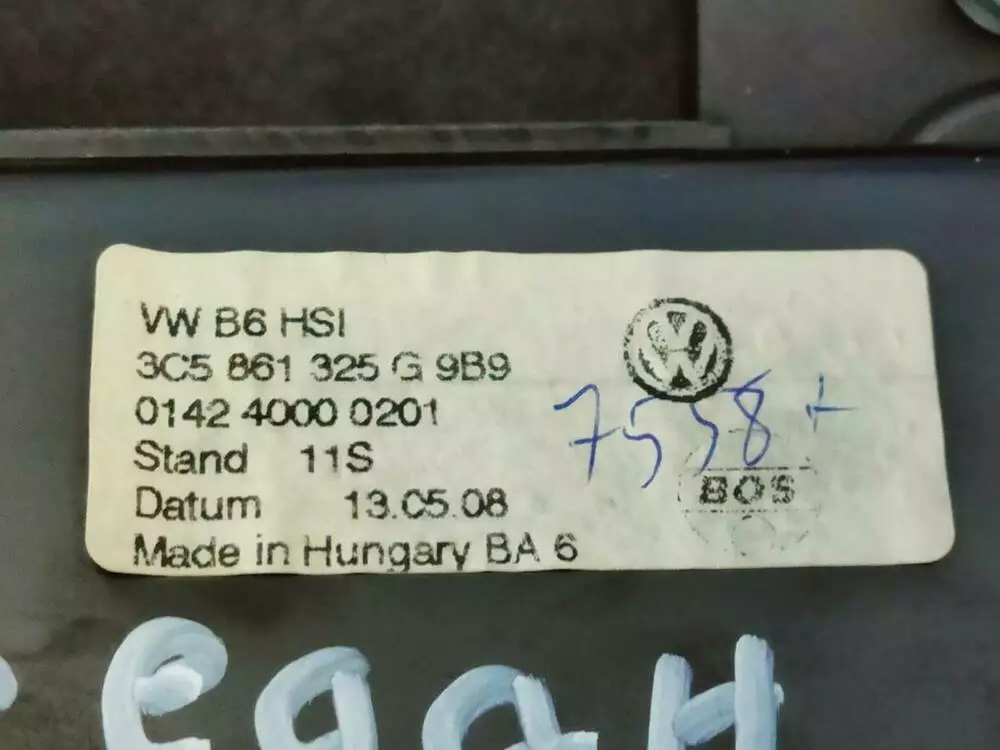 VW B6 HSI
3C5 861 325 G 9B9
0142 4000 0201
7558+
Stand 11S
BOS
Datum 13.05.08
Made in Hungary BA 6